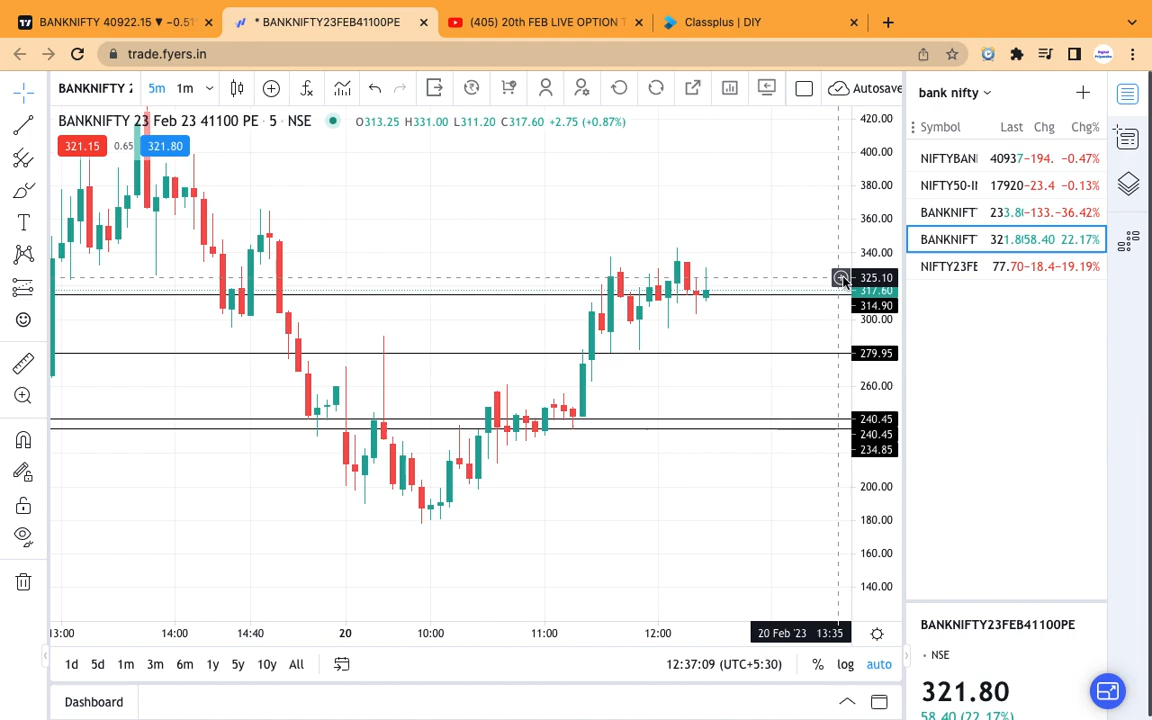 BANKNIFTY 40922.15 ▼ −0.51
* BANKNIFTY23FEB41100PE
(405) 20th FEB LIVE OPTION T
Classplus | DIY
trade.fyers.in
BANKNIFTY 2
5m
1m
Autosave
bank nifty
BANKNIFTY 23 Feb 23 41100 PE · 5 · NSE
O313.25 H331.00 L311.20 C317.60 +2.75 (+0.87%)
321.15
0.65
321.80
Symbol Last Chg Chg%
NIFTYBAN 40937 −194. −0.47%
NIFTY50-I 17920 −23.4 −0.13%
BANKNIFT 233.8 −133. −36.42%
BANKNIFT 321.8 58.40 22.17%
NIFTY23FE 77.70 −18.4 −19.19%
420.00
400.00
380.00
360.00
340.00
325.10
317.60
314.90
300.00
279.95
260.00
240.45
240.45
234.85
200.00
180.00
160.00
140.00
13:00
14:00
14:40
20
10:00
11:00
12:00
20 Feb '23 13:35
1d 5d 1m 3m 6m 1y 5y 10y All
12:37:09 (UTC+5:30)
% log auto
Dashboard
BANKNIFTY23FEB41100PE
• NSE
321.80
58.40 (22.17%)